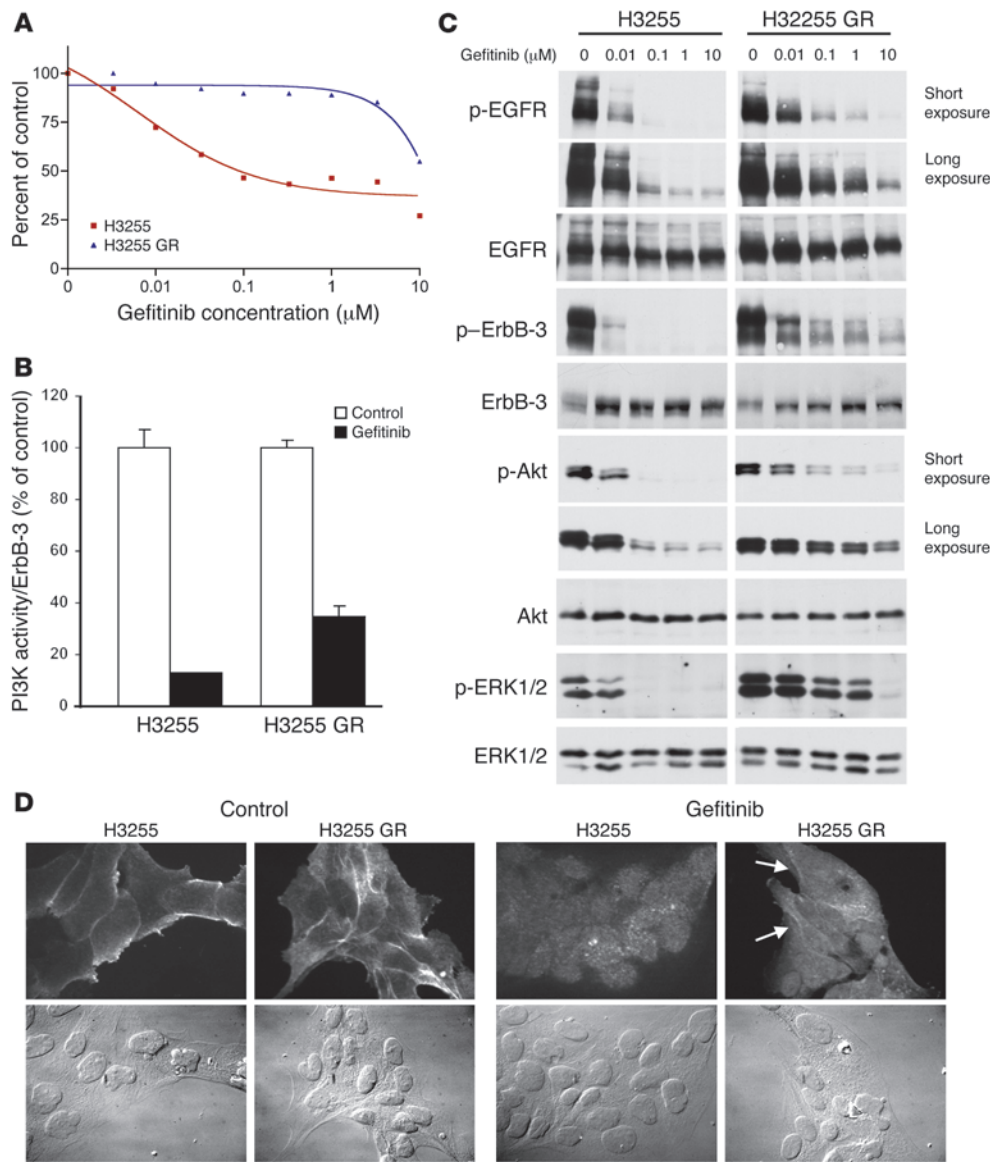 A
Percent of control
100
75
50
25
0
H3255
H3255 GR
0 0.01 0.1 1 10
Gefitinib concentration (μM)
B
PI3K activity/ErbB-3 (% of control)
120
100
80
60
40
20
0
Control
Gefitinib
H3255 H3255 GR
C
H3255 H32255 GR
Gefitinib (μM) 0 0.01 0.1 1 10 0 0.01 0.1 1 10
p-EGFR
Short
exposure
Long
exposure
EGFR
p–ErbB-3
ErbB-3
p-Akt
Short
exposure
Long
exposure
Akt
p-ERK1/2
ERK1/2
D
Control Gefitinib
H3255 H3255 GR H3255 H3255 GR